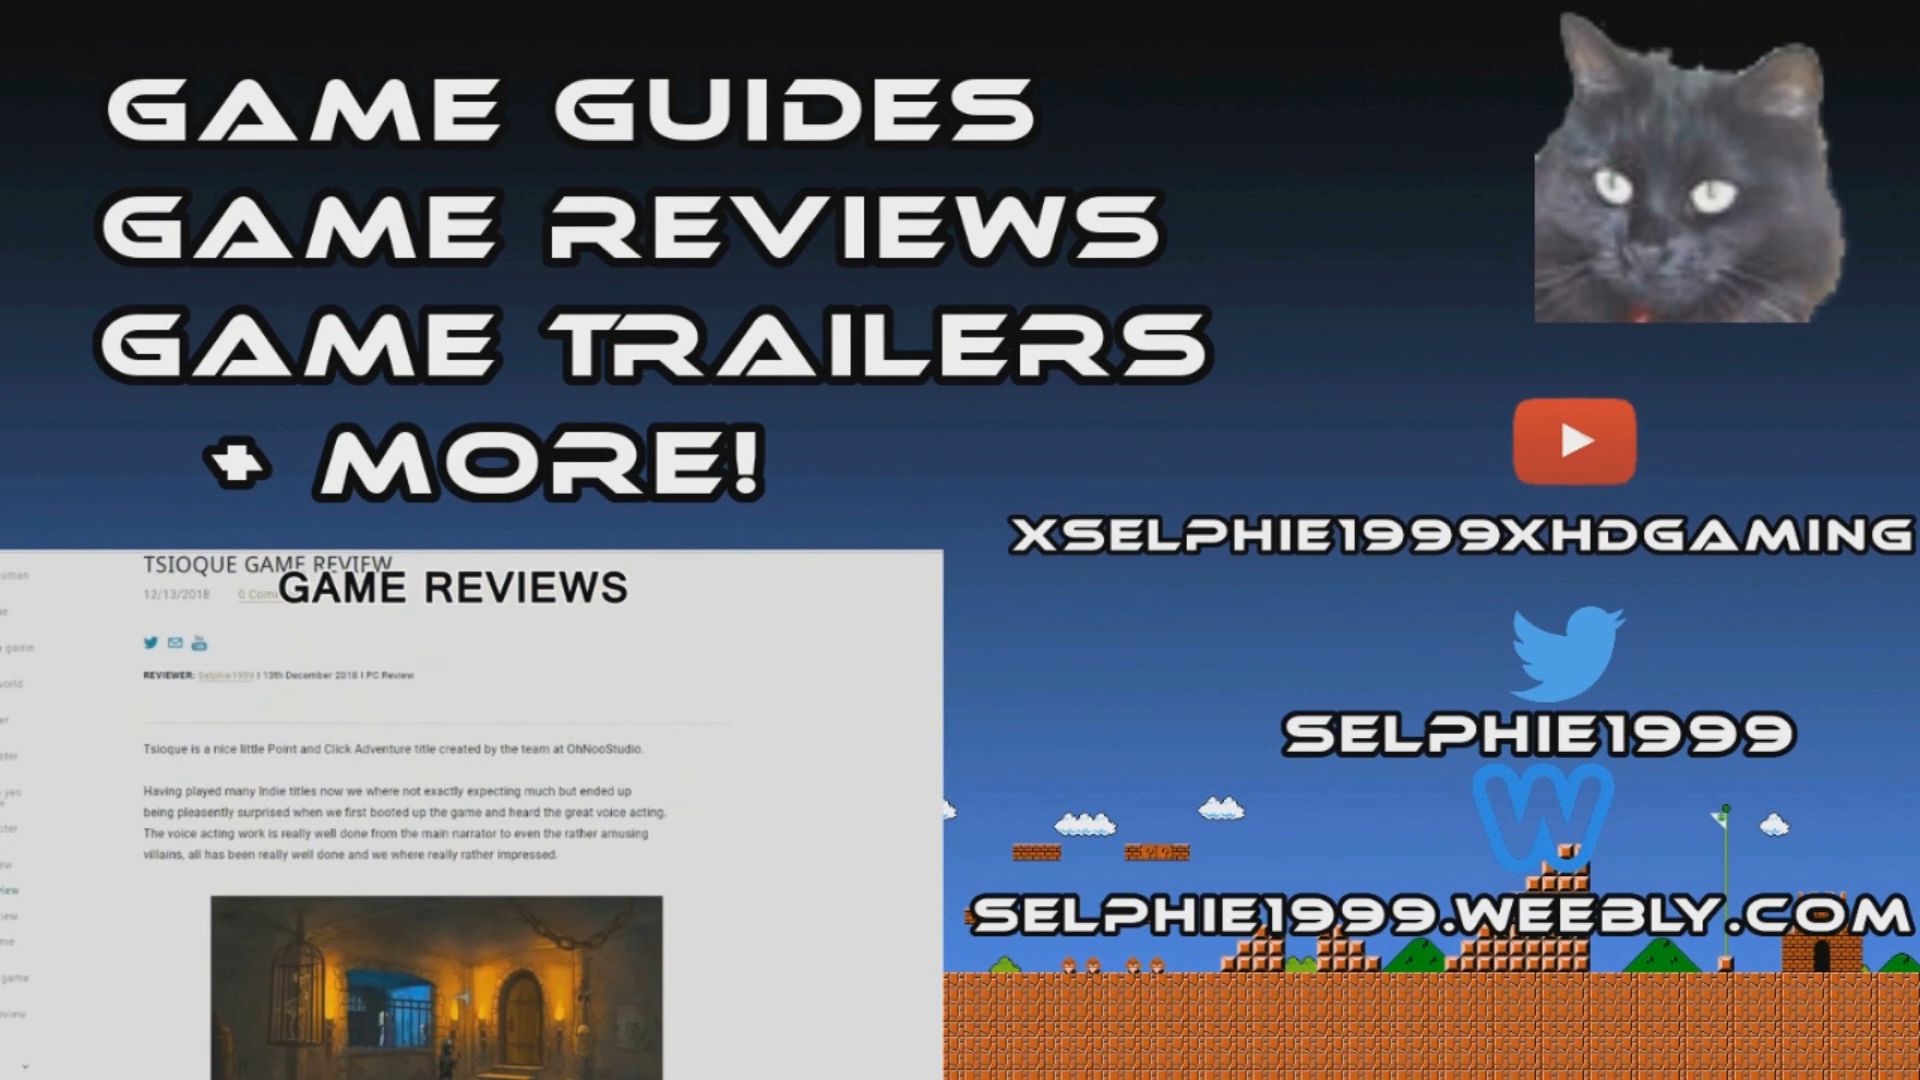 GAME GUIDES
GAME REVIEWS
GAME TRAILERS
+ MORE!
XSELPHIE1999XHDGAMING
SELPHIE1999
SELPHIE1999.WEEBLY.COM
TSIOQUE GAME REVIEW
GAME REVIEWS
12/13/2018 0
REVIEWER: Selphie1999 I 13th December 2018 I PC Review
Tsioque is a nice little Point and Click Adventure title created by the team at OhNooStudio.
Having played many Indie titles now we where not exactly expecting much but ended up
being pleasently surprised when we first booted up the game and heard the great voice acting.
The voice acting work is really well done from the main narrator to even the rather amusing
villains, all has been really well done and we where really rather impressed.
game
yes
game